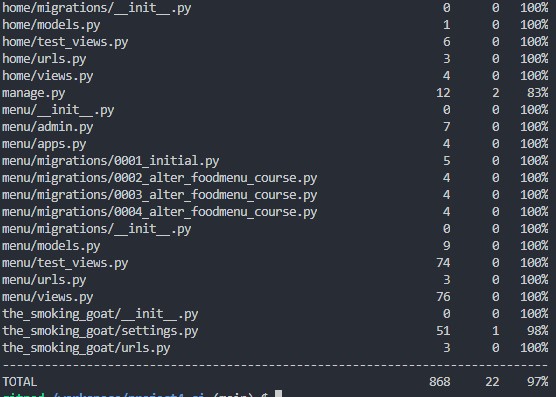 home/migrations/__init__.py 0 0 100%
home/models.py 1 0 100%
home/test_views.py 6 0 100%
home/urls.py 3 0 100%
home/views.py 4 0 100%
manage.py 12 2 83%
menu/__init__.py 0 0 100%
menu/admin.py 7 0 100%
menu/apps.py 4 0 100%
menu/migrations/0001_initial.py 5 0 100%
menu/migrations/0002_alter_foodmenu_course.py 4 0 100%
menu/migrations/0003_alter_foodmenu_course.py 4 0 100%
menu/migrations/0004_alter_foodmenu_course.py 4 0 100%
menu/migrations/__init__.py 0 0 100%
menu/models.py 9 0 100%
menu/test_views.py 74 0 100%
menu/urls.py 3 0 100%
menu/views.py 76 0 100%
the_smoking_goat/__init__.py 0 0 100%
the_smoking_goat/settings.py 51 1 98%
the_smoking_goat/urls.py 3 0 100%
TOTAL 868 22 97%
(main) $